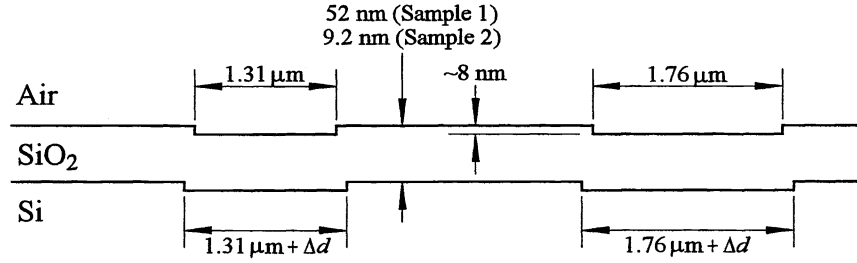 52 nm (Sample 1)
9.2 nm (Sample 2)
1.31 μm
~8 nm
1.76 μm
Air
SiO₂
Si
1.31 μm + Δd
1.76 μm + Δd